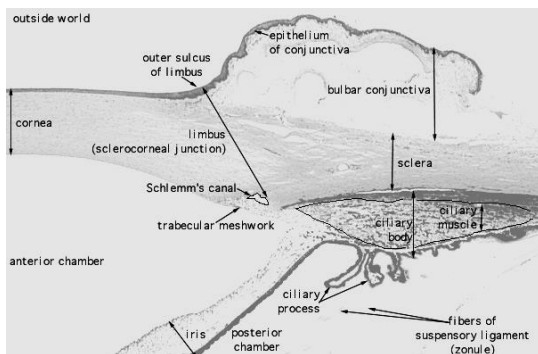 outside world
epithelium
of conjunctiva
outer sulcus
of limbus
bulbar conjunctiva
cornea
limbus
(sclerocorneal junction)
sclera
Schlemm's canal
trabecular meshwork
ciliary
body
ciliary
muscle
anterior chamber
ciliary
process
iris
posterior
chamber
fibers of
suspensory ligament
(zonule)